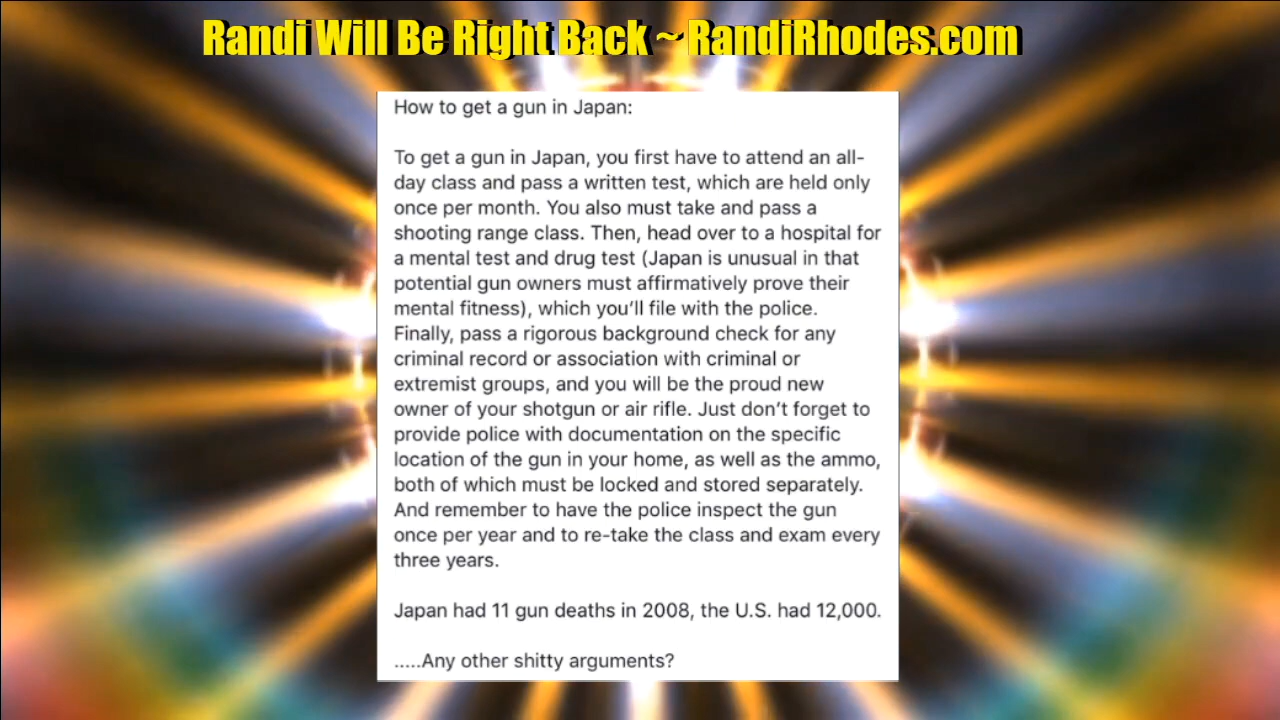 Randi Will Be Right Back ~ RandiRhodes.com
How to get a gun in Japan:
To get a gun in Japan, you first have to attend an all-
day class and pass a written test, which are held only
once per month. You also must take and pass a
shooting range class. Then, head over to a hospital for
a mental test and drug test (Japan is unusual in that
potential gun owners must affirmatively prove their
mental fitness), which you’ll file with the police.
Finally, pass a rigorous background check for any
criminal record or association with criminal or
extremist groups, and you will be the proud new
owner of your shotgun or air rifle. Just don’t forget to
provide police with documentation on the specific
location of the gun in your home, as well as the ammo,
both of which must be locked and stored separately.
And remember to have the police inspect the gun
once per year and to re-take the class and exam every
three years.
Japan had 11 gun deaths in 2008, the U.S. had 12,000.
.....Any other shitty arguments?